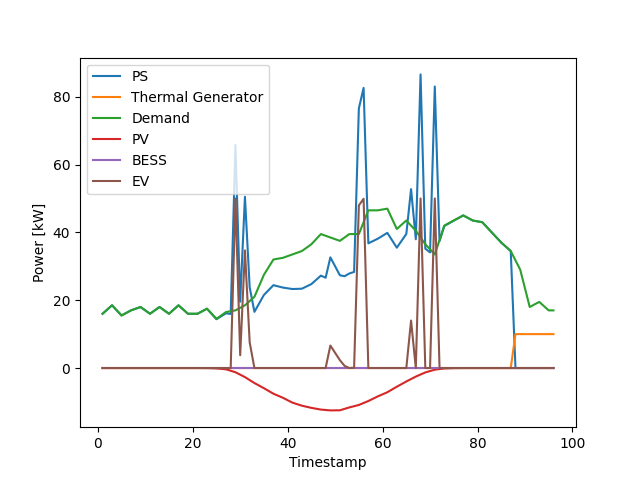 PS
Thermal Generator
Demand
PV
BESS
EV
Power [kW]
80
60
40
20
0
0 20 40 60 80 100
Timestamp